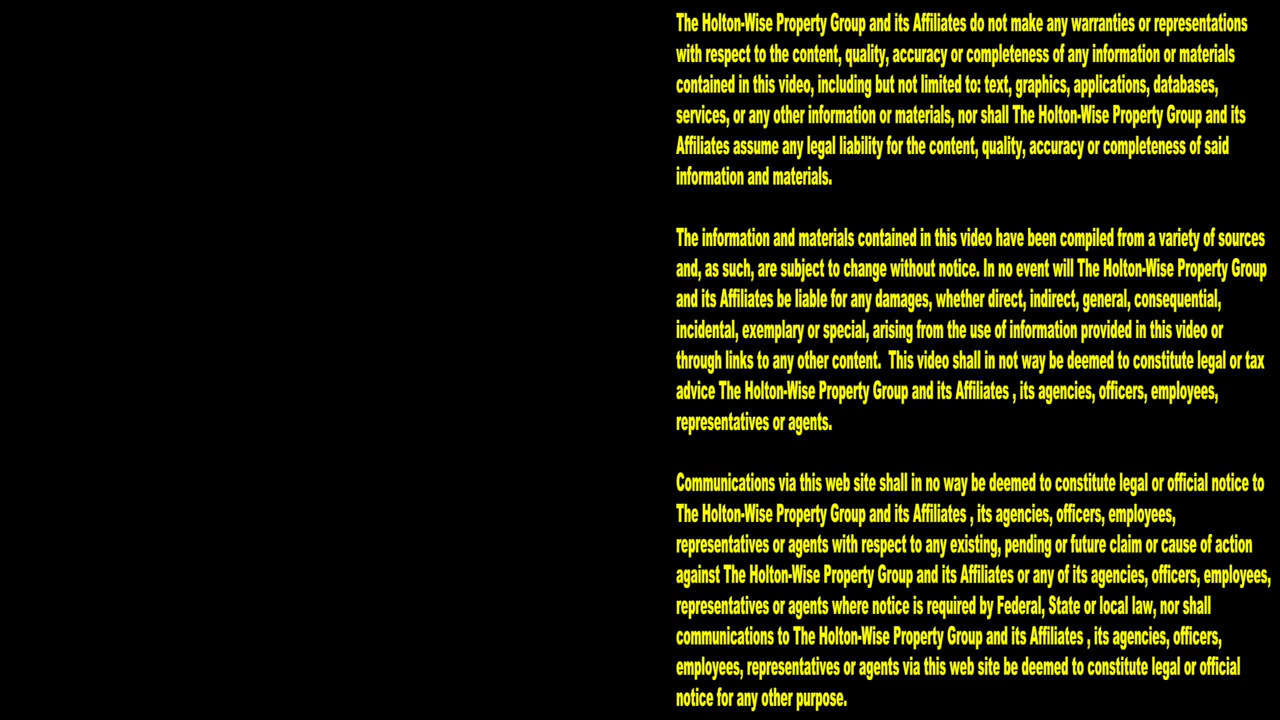 The Holton-Wise Property Group and its Affiliates do not make any warranties or representations
with respect to the content, quality, accuracy or completeness of any information or materials
contained in this video, including but not limited to: text, graphics, applications, databases,
services, or any other information or materials, nor shall The Holton-Wise Property Group and its
Affiliates assume any legal liability for the content, quality, accuracy or completeness of said
information and materials.
The information and materials contained in this video have been compiled from a variety of sources
and, as such, are subject to change without notice. In no event will The Holton-Wise Property Group
and its Affiliates be liable for any damages, whether direct, indirect, general, consequential,
incidental, exemplary or special, arising from the use of information provided in this video or
through links to any other content.  This video shall in not way be deemed to constitute legal or tax
advice The Holton-Wise Property Group and its Affiliates , its agencies, officers, employees,
representatives or agents.
Communications via this web site shall in no way be deemed to constitute legal or official notice to
The Holton-Wise Property Group and its Affiliates , its agencies, officers, employees,
representatives or agents with respect to any existing, pending or future claim or cause of action
against The Holton-Wise Property Group and its Affiliates or any of its agencies, officers, employees,
representatives or agents where notice is required by Federal, State or local law, nor shall
communications to The Holton-Wise Property Group and its Affiliates , its agencies, officers,
employees, representatives or agents via this web site be deemed to constitute legal or official
notice for any other purpose.